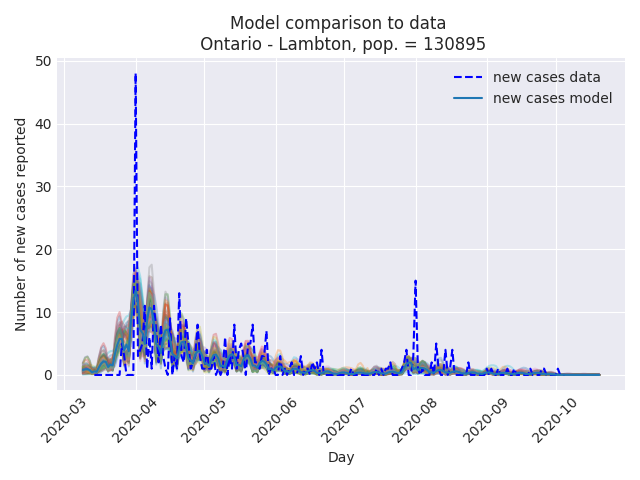 Model comparison to data
Ontario - Lambton, pop. = 130895
new cases data
new cases model
Number of new cases reported
50
40
30
20
10
0
2020-03
2020-04
2020-05
2020-06
2020-07
2020-08
2020-09
2020-10
Day